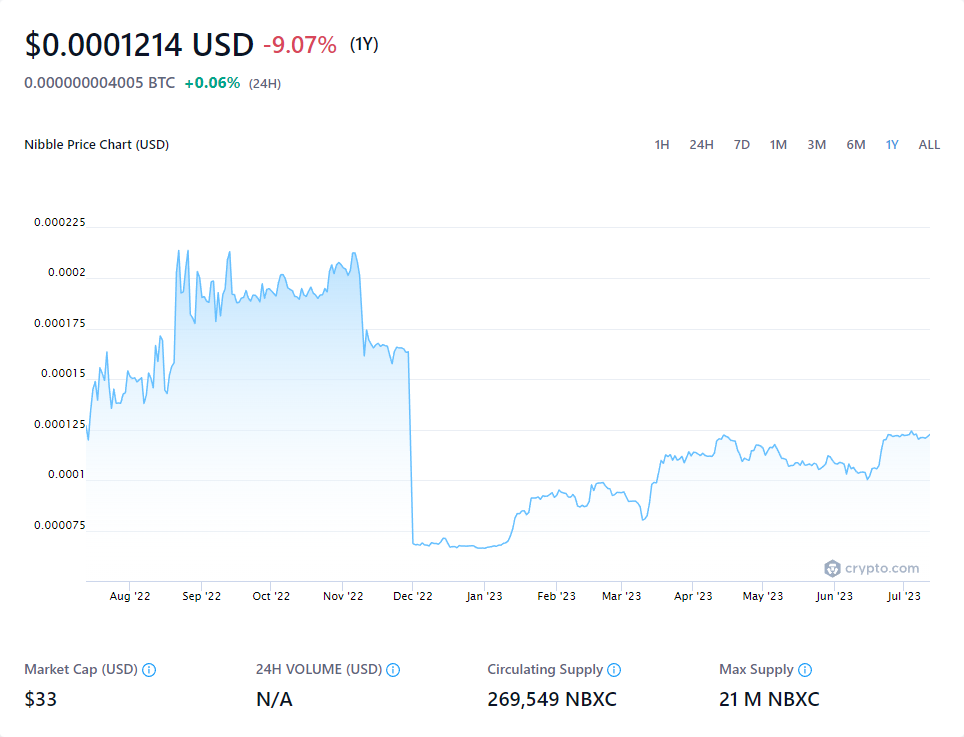 $0.0001214 USD -9.07% (1Y)
0.000000004005 BTC +0.06% (24H)
Nibble Price Chart (USD) 1H 24H 7D 1M 3M 6M 1Y ALL
0.000225
0.0002
0.000175
0.00015
0.000125
0.0001
0.000075
crypto.com
Aug '22 Sep '22 Oct '22 Nov '22 Dec '22 Jan '23 Feb '23 Mar '23 Apr '23 May '23 Jun '23 Jul '23
Market Cap (USD) 24H VOLUME (USD) Circulating Supply Max Supply
$33 N/A 269,549 NBXC 21 M NBXC